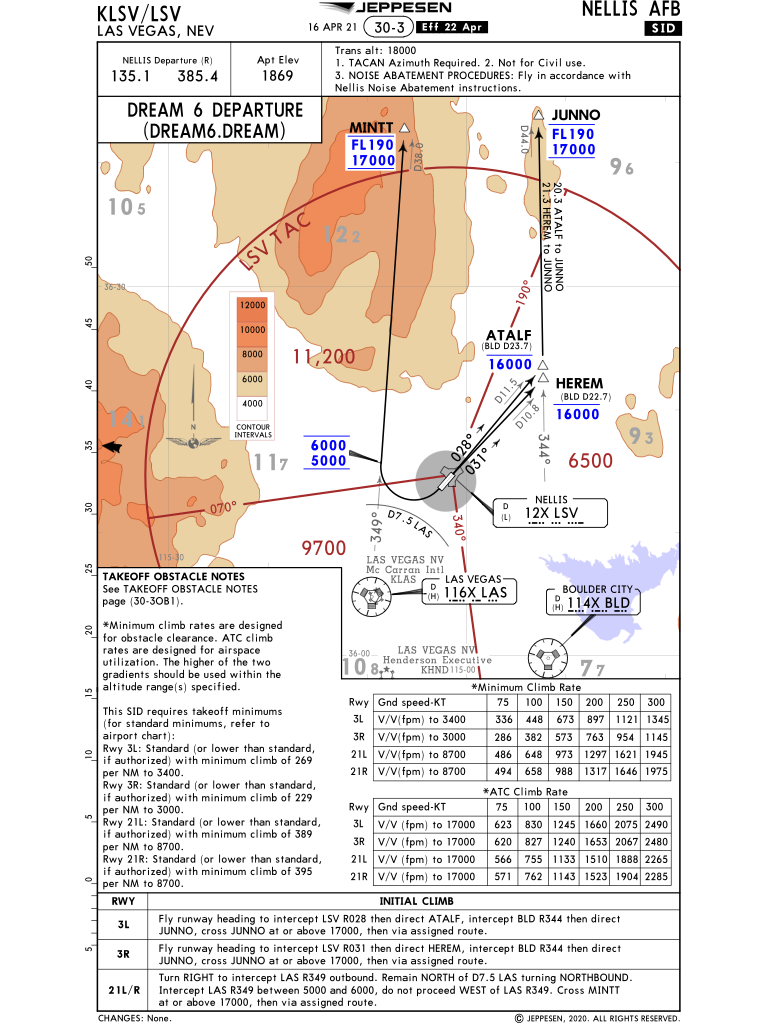 KLSV/LSV
LAS VEGAS, NEV
JEPPESEN
16 APR 21
30-3
Eff 22 Apr
NELLIS AFB
SID
NELLIS Departure (R)
135.1 385.4
Apt Elev
1869
Trans alt: 18000
1. TACAN Azimuth Required. 2. Not for Civil use.
3. NOISE ABATEMENT PROCEDURES: Fly in accordance with
Nellis Noise Abatement instructions.
DREAM 6 DEPARTURE
(DREAM6.DREAM)
MINTT
FL190
17000
D38.0
JUNNO
FL190
17000
D44.0
96
105
122
LSV TAC
20.3 ATALF to JUNNO
21.3 HEREM to JUNNO
36-30
190°
12000
10000
8000
6000
4000
CONTOUR
INTERVALS
11,200
ATALF
(BLD D23.7)
16000
HEREM
(BLD D22.7)
16000
D11.5
D10.8
141
N
93
6000
5000
117
028°
031°
344°
6500
070°
NELLIS
D
(L)
12X LSV
349°
D7.5 LAS
340°
9700
115-30
LAS VEGAS NV
Mc Carran Intl
KLAS
LAS VEGAS
D
(H)
116X LAS
BOULDER CITY
D
(H)
114X BLD
36-00
108
LAS VEGAS NV
Henderson Executive
KHND
115-00
77
50
45
40
35
30
25
20
15
10
5
0
5
TAKEOFF OBSTACLE NOTES
See TAKEOFF OBSTACLE NOTES
page (30-3OB1).
*Minimum climb rates are designed
for obstacle clearance. ATC climb
rates are designed for airspace
utilization. The higher of the two
gradients should be used within the
altitude range(s) specified.
This SID requires takeoff minimums
(for standard minimums, refer to
airport chart):
Rwy 3L: Standard (or lower than standard,
if authorized) with minimum climb of 269
per NM to 3400.
Rwy 3R: Standard (or lower than standard,
if authorized) with minimum climb of 229
per NM to 3000.
Rwy 21L: Standard (or lower than standard,
if authorized) with minimum climb of 389
per NM to 8700.
Rwy 21R: Standard (or lower than standard,
if authorized) with minimum climb of 395
per NM to 8700.
*Minimum Climb Rate
Rwy Gnd speed-KT 75 100 150 200 250 300
3L V/V(fpm) to 3400 336 448 673 897 1121 1345
3R V/V(fpm) to 3000 286 382 573 763 954 1145
21L V/V(fpm) to 8700 486 648 973 1297 1621 1945
21R V/V(fpm) to 8700 494 658 988 1317 1646 1975
*ATC Climb Rate
Rwy Gnd speed-KT 75 100 150 200 250 300
3L V/V (fpm) to 17000 623 830 1245 1660 2075 2490
3R V/V (fpm) to 17000 620 827 1240 1653 2067 2480
21L V/V (fpm) to 17000 566 755 1133 1510 1888 2265
21R V/V (fpm) to 17000 571 762 1143 1523 1904 2285
RWY INITIAL CLIMB
3L
Fly runway heading to intercept LSV R028 then direct ATALF, intercept BLD R344 then direct
JUNNO, cross JUNNO at or above 17000, then via assigned route.
3R
Fly runway heading to intercept LSV R031 then direct HEREM, intercept BLD R344 then direct
JUNNO, cross JUNNO at or above 17000, then via assigned route.
21L/R
Turn RIGHT to intercept LAS R349 outbound. Remain NORTH of D7.5 LAS turning NORTHBOUND.
Intercept LAS R349 between 5000 and 6000, do not proceed WEST of LAS R349. Cross MINTT
at or above 17000, then via assigned route.
CHANGES: None.
© JEPPESEN, 2020. ALL RIGHTS RESERVED.